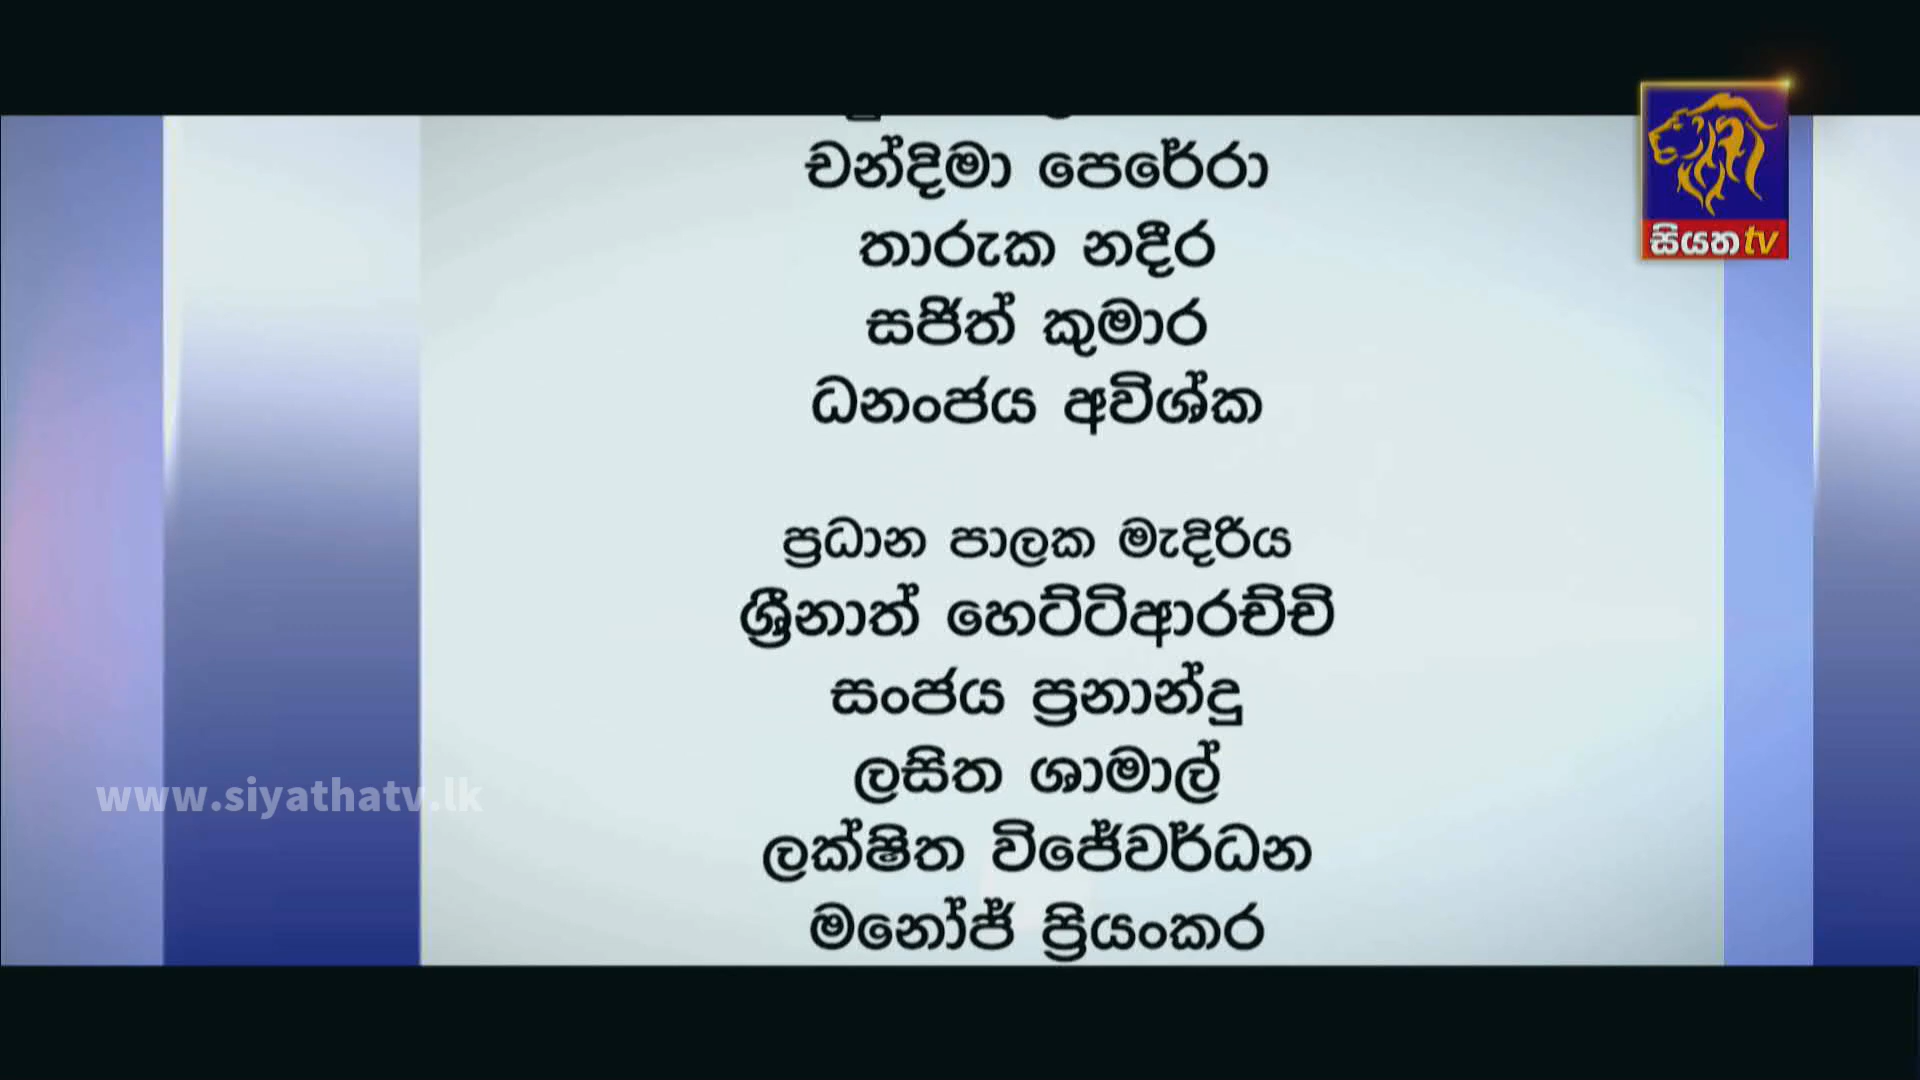 චන්දිමා පෙරේරා
තාරුක නදීර
සජිත් කුමාර
ධනංජය අවිශ්ක
ප්‍රධාන පාලක මැදිරිය
ශ්‍රීනාත් හෙට්ටිආරච්චි
සංජය ප්‍රනාන්දු
ලසිත ශාමාල්
ලක්ෂිත විජේවර්ධන
මනෝජ් ප්‍රියංකර
සියත tv
www.siyathatv.lk